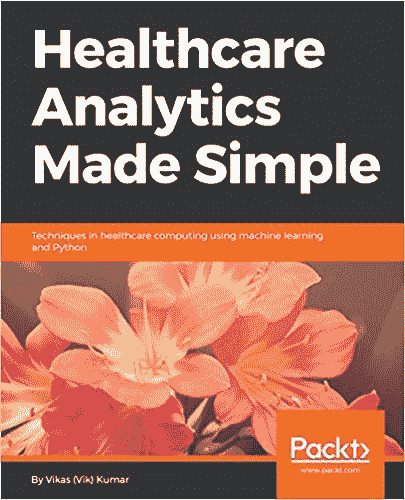 Healthcare
Analytics
Made Simple
Techniques in healthcare computing using machine learning
and Python
Packt>
www.packt.com
By Vikas (Vik) Kumar